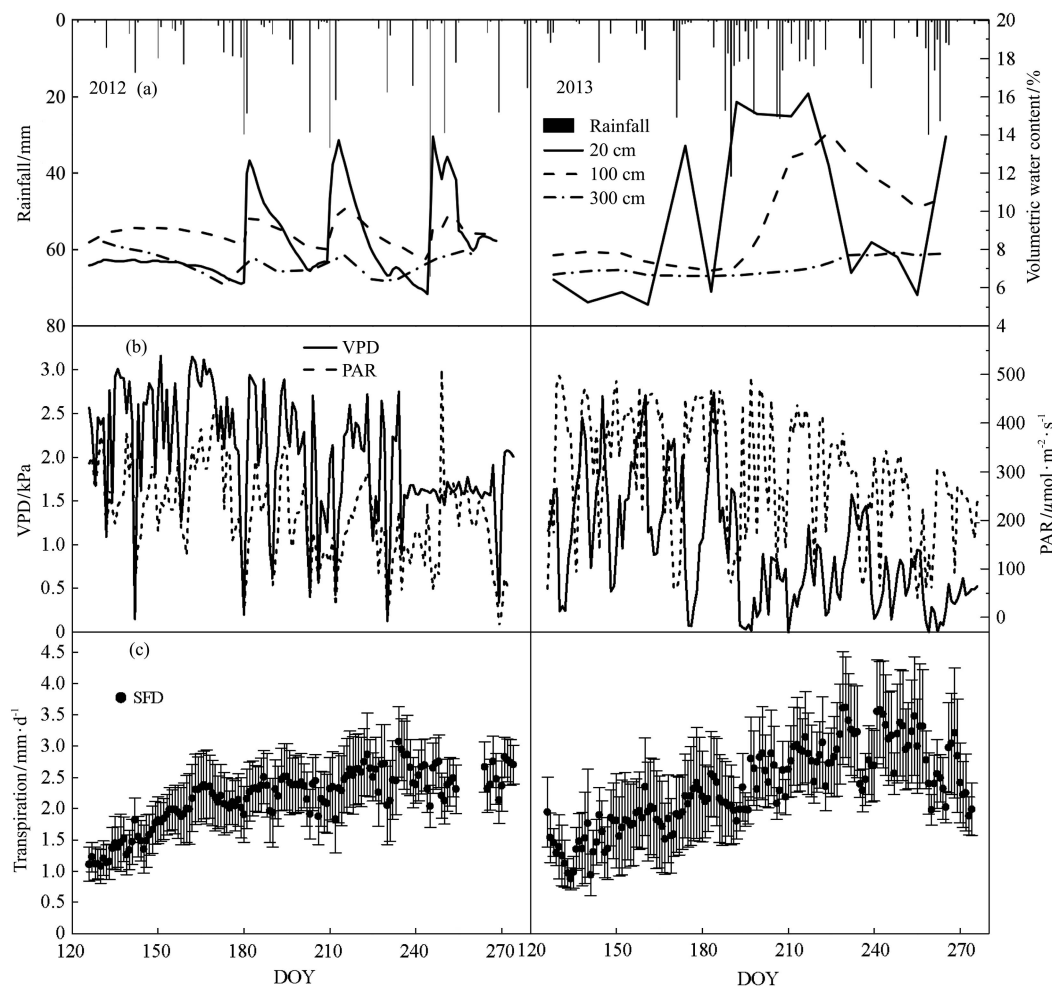 0
20
40
60
80
Rainfall/mm
2012 (a)
2013
Rainfall
20 cm
100 cm
300 cm
20
18
16
14
12
10
8
6
4
Volumetric water content/%
(b)
VPD
PAR
3.0
2.5
2.0
1.5
1.0
0.5
0
VPD/kPa
500
400
300
200
100
0
PAR/μmol·m⁻²·s⁻¹
(c)
SFD
4.5
4.0
3.5
3.0
2.5
2.0
1.5
1.0
0.5
0
Transpiration/mm·d⁻¹
120 150 180 210 240 270
120 150 180 210 240 270
DOY
DOY